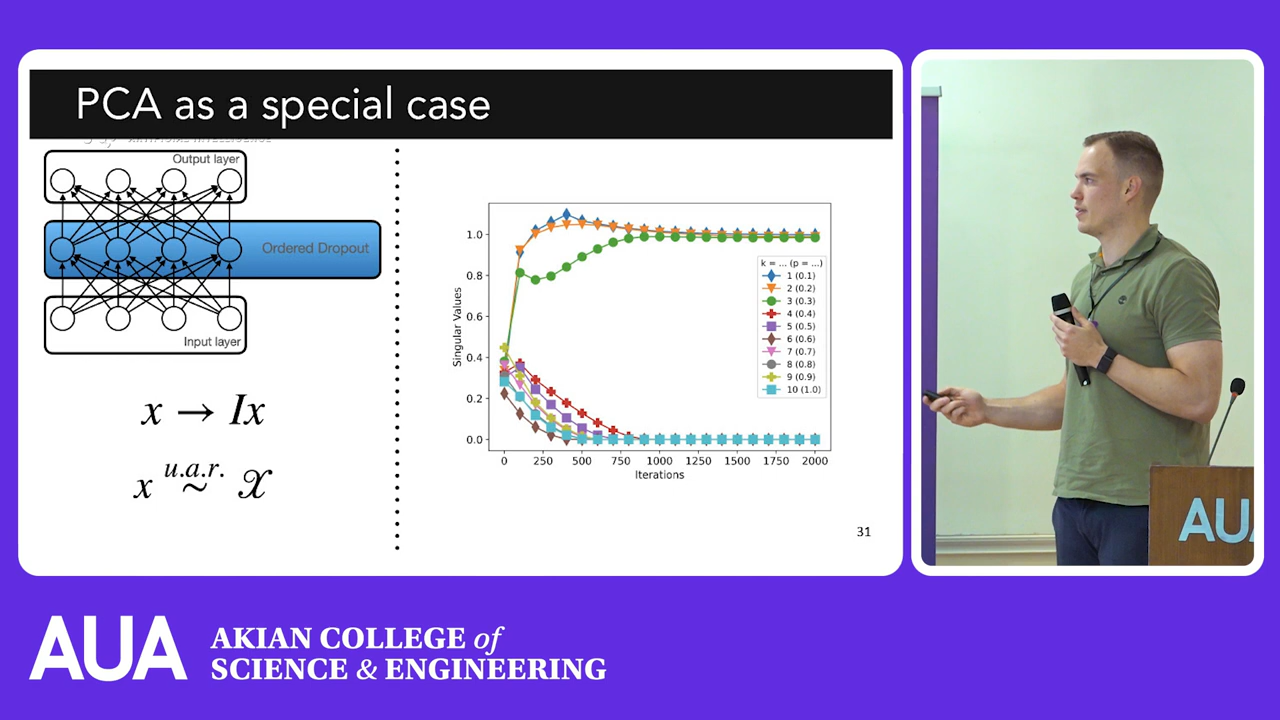 PCA as a special case
ARTIFICIAL INTELLIGENCE
Output layer
Ordered Dropout
Input layer
x → Ix
x u.a.r. ~ 𝒳
Singular Values
1.0
0.8
0.6
0.4
0.2
0.0
0 250 500 750 1000 1250 1500 1750 2000
Iterations
k = ... (p = ...)
1 (0.1)
2 (0.2)
3 (0.3)
4 (0.4)
5 (0.5)
6 (0.6)
7 (0.7)
8 (0.8)
9 (0.9)
10 (1.0)
31
AUA
AUA
AKIAN COLLEGE of
SCIENCE & ENGINEERING